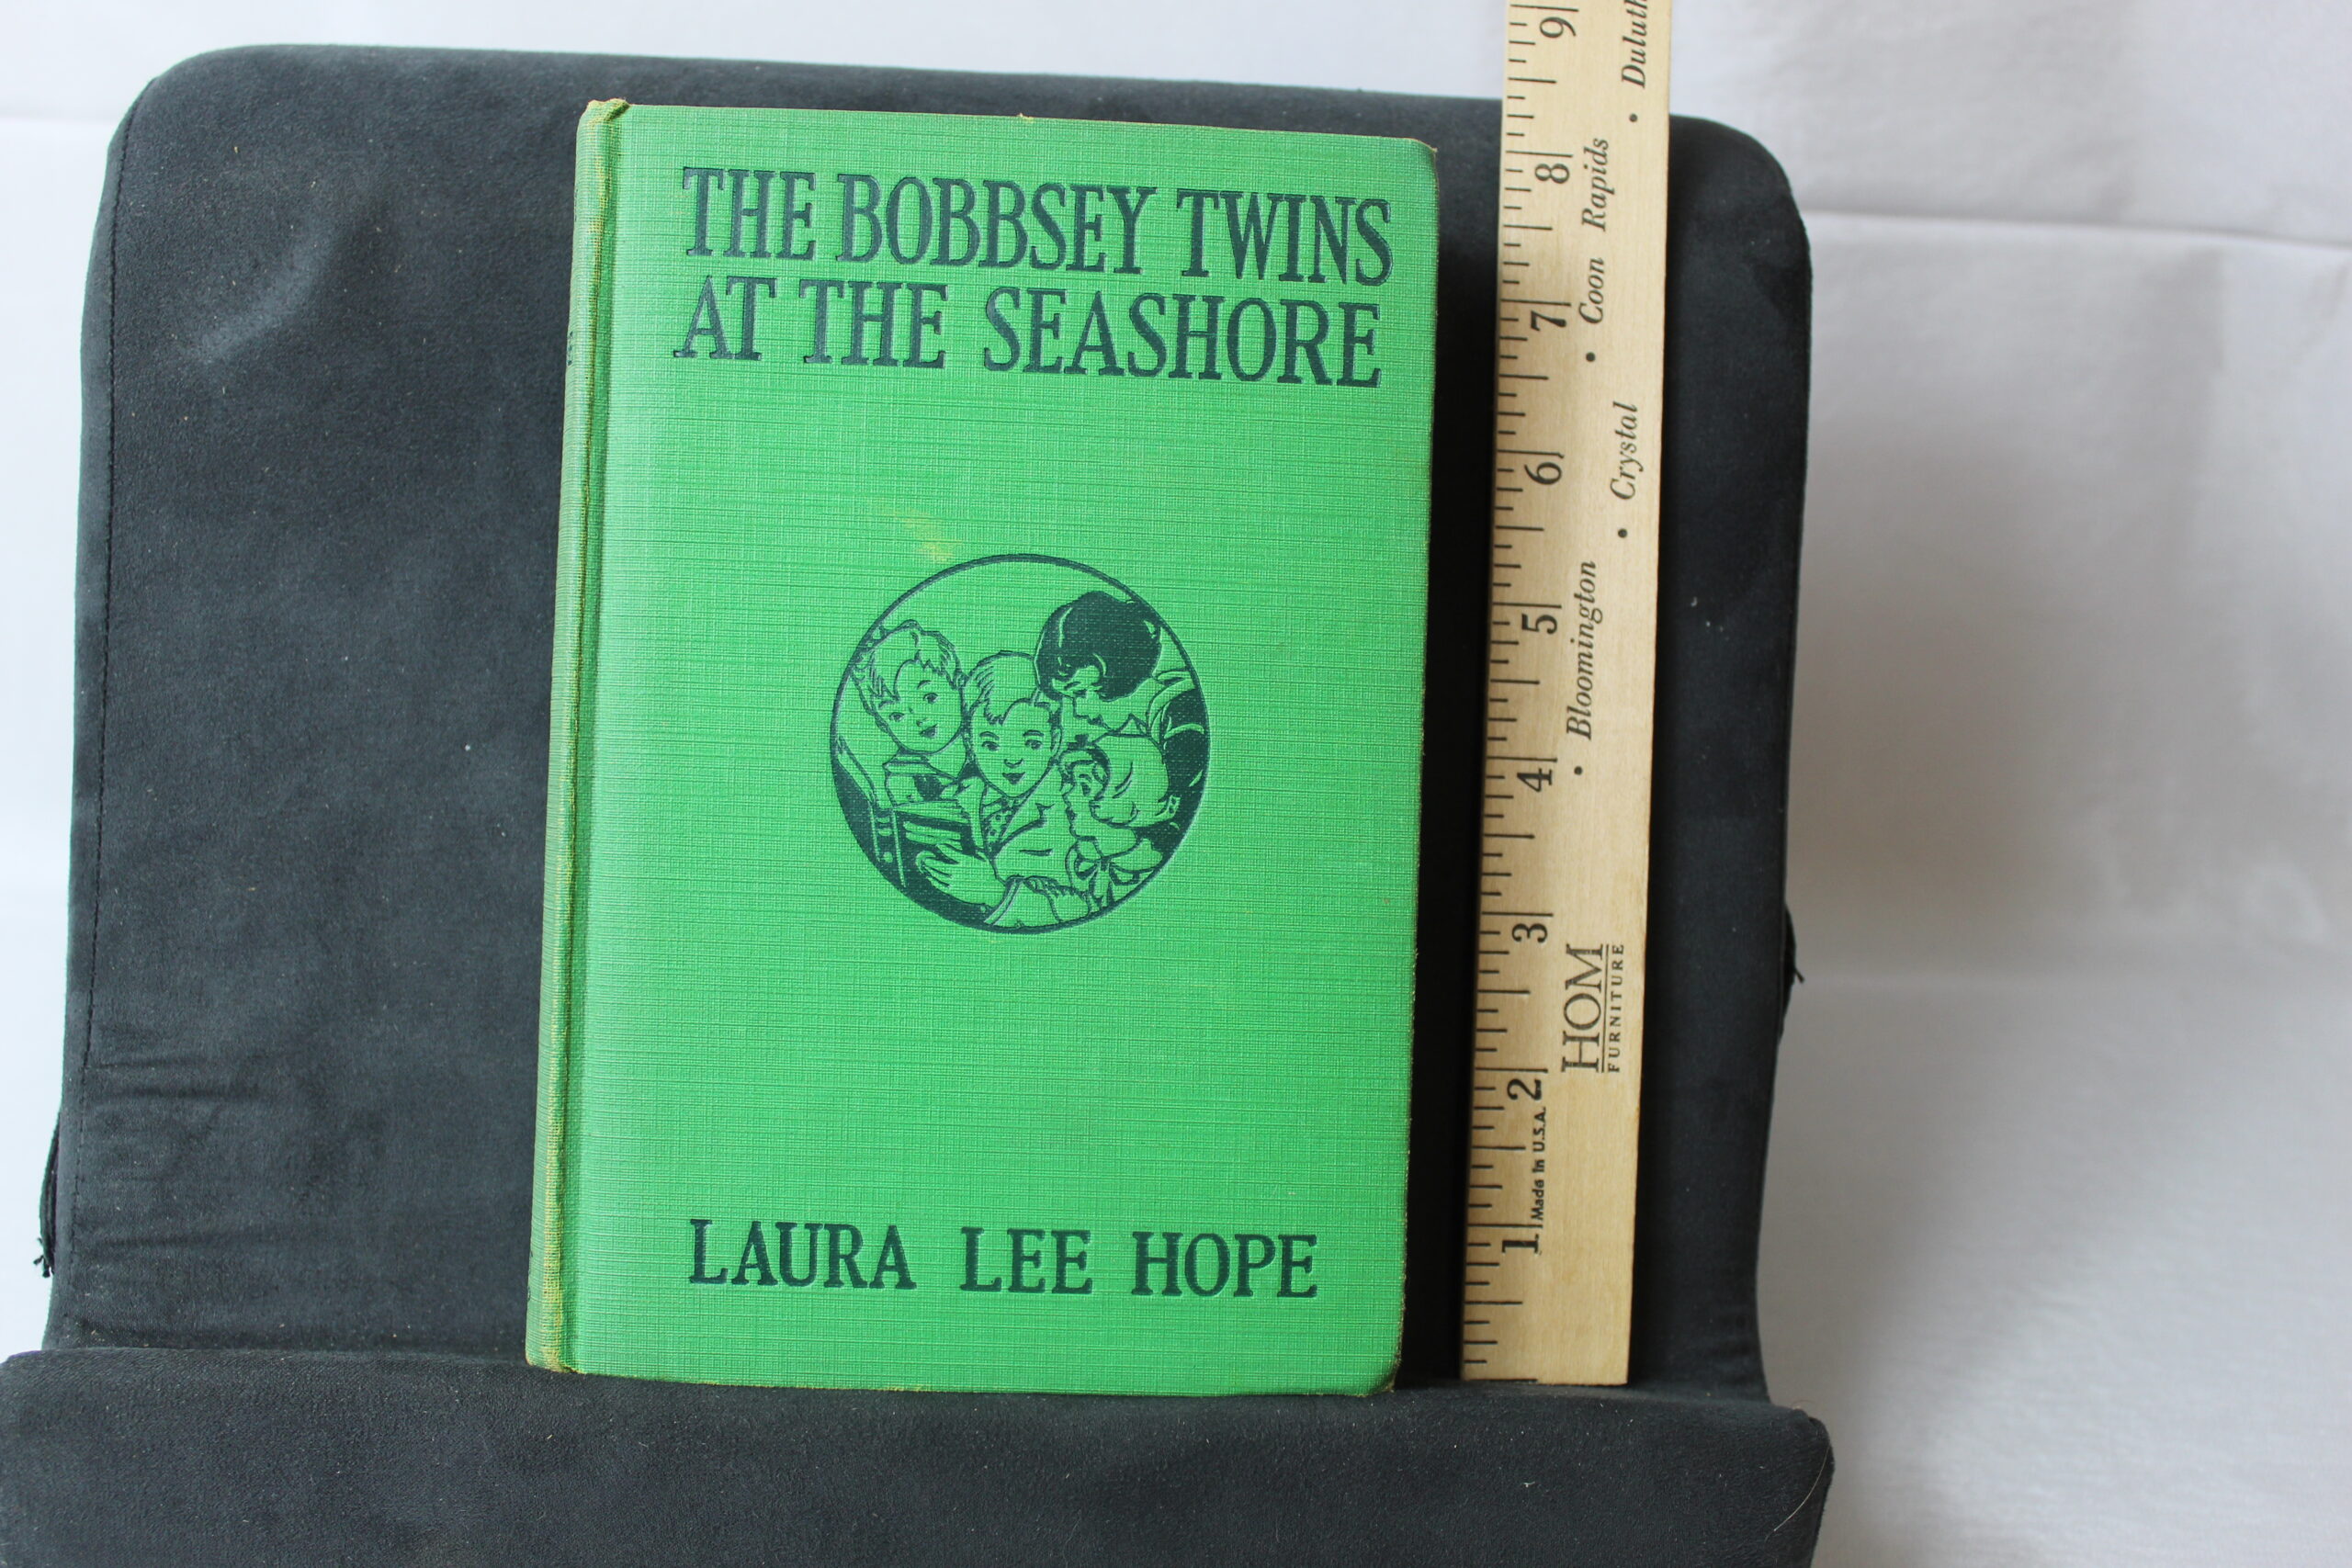 THE BOBBSEY TWINS
AT THE SEASHORE
LAURA LEE HOPE
1 2 3 4 5 6 7 8 9
Made in U.S.A.
HOM
FURNITURE
• Bloomington • Crystal • Coon Rapids • Duluth